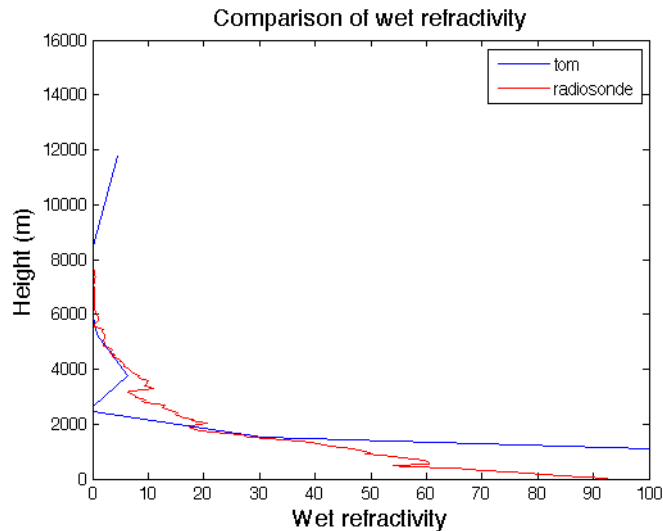 Comparison of wet refractivity
16000
14000
12000
10000
8000
6000
4000
2000
0
Height (m)
tom
radiosonde
0 10 20 30 40 50 60 70 80 90 100
Wet refractivity